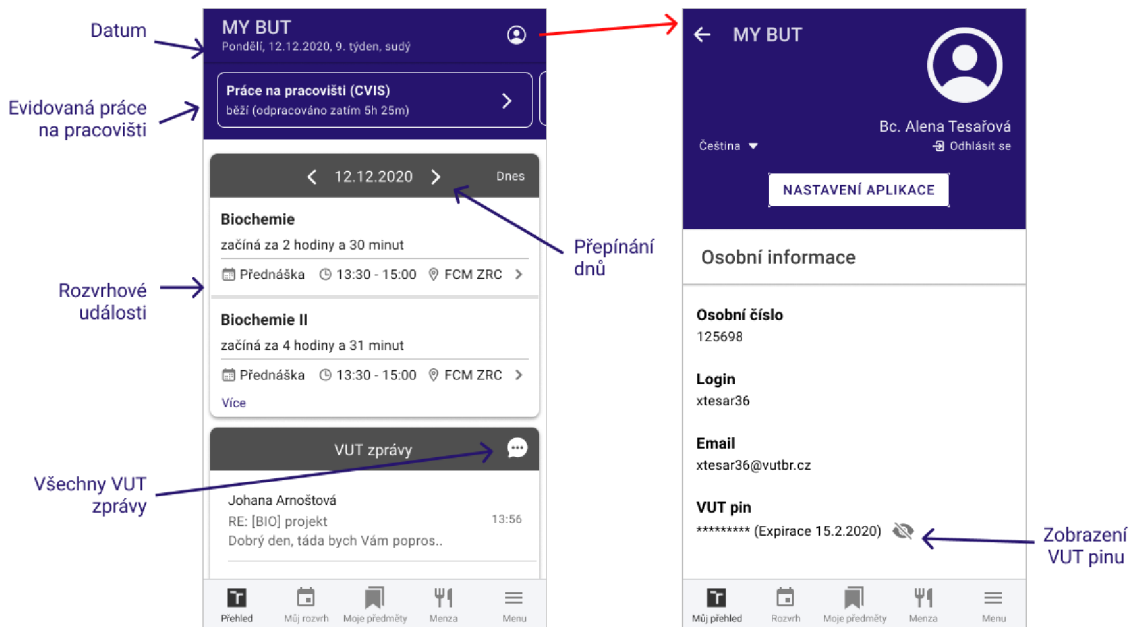 Datum
Evidovaná práce
na pracovišti
Rozvrhové
události
Všechny VUT
zprávy
MY BUT
Pondělí, 12.12.2020, 9. týden, sudý
Práce na pracovišti (CVIS)
běží (odpracováno zatím 5h 25m)
12.12.2020
Dnes
Biochemie
začíná za 2 hodiny a 30 minut
Přednáška 13:30 - 15:00 FCM ZRC
Biochemie II
začíná za 4 hodiny a 31 minut
Přednáška 13:30 - 15:00 FCM ZRC
Více
VUT zprávy
Johana Arnoštová
RE: [BIO] projekt
13:56
Dobrý den, táda bych Vám popros..
Přehled Můj rozvrh Moje předměty Menza Menu
Přepínání
dnů
MY BUT
Bc. Alena Tesařová
Čeština
Odhlásit se
NASTAVENÍ APLIKACE
Osobní informace
Osobní číslo
125698
Login
xtesar36
Email
xtesar36@vutbr.cz
VUT pin
********* (Expirace 15.2.2020)
Můj přehled Rozvrh Moje předměty Menza Menu
Zobrazení
VUT pinu